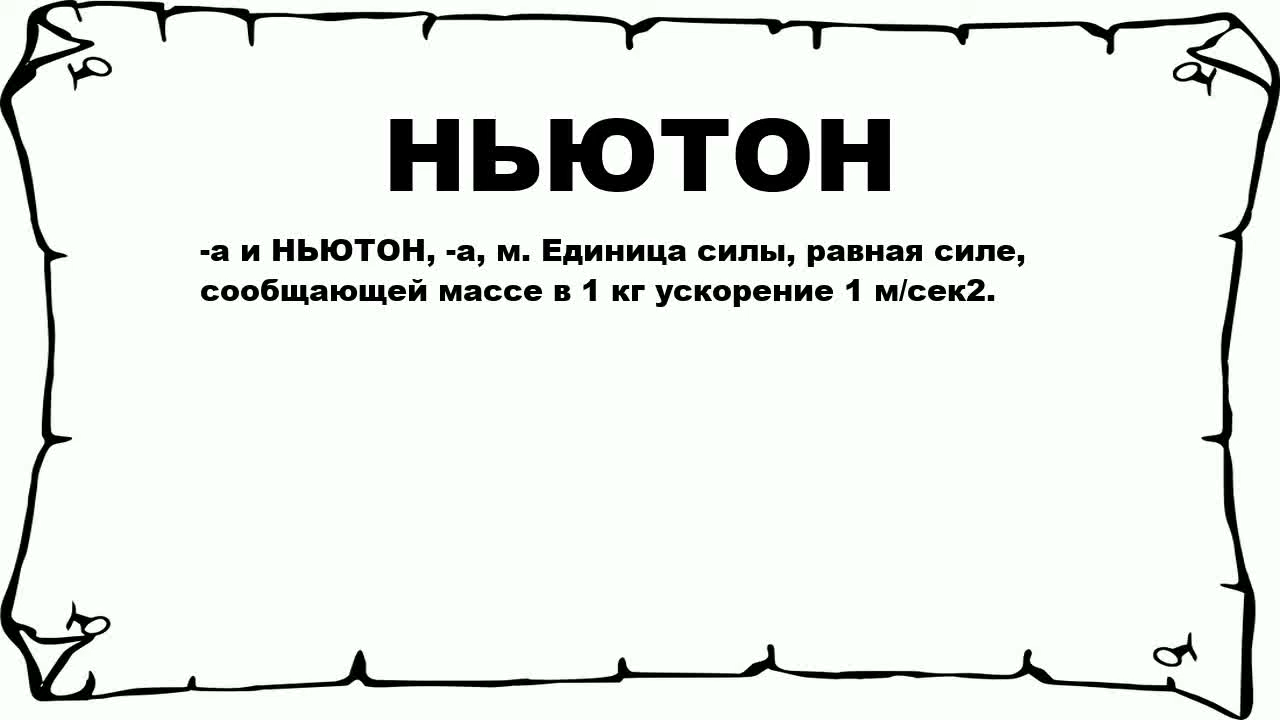 НЬЮТОН
-а и НЬЮТОН, -а, м. Единица силы, равная силе,
сообщающей массе в 1 кг ускорение 1 м/сек2.